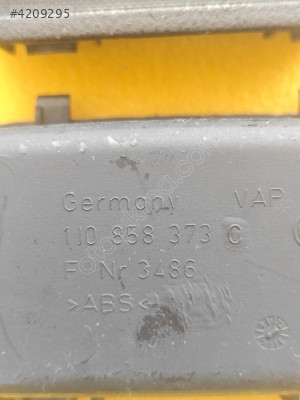 #4209295
Germany VAP
1J0 858 373 C
F Nr 3486
>ABS<